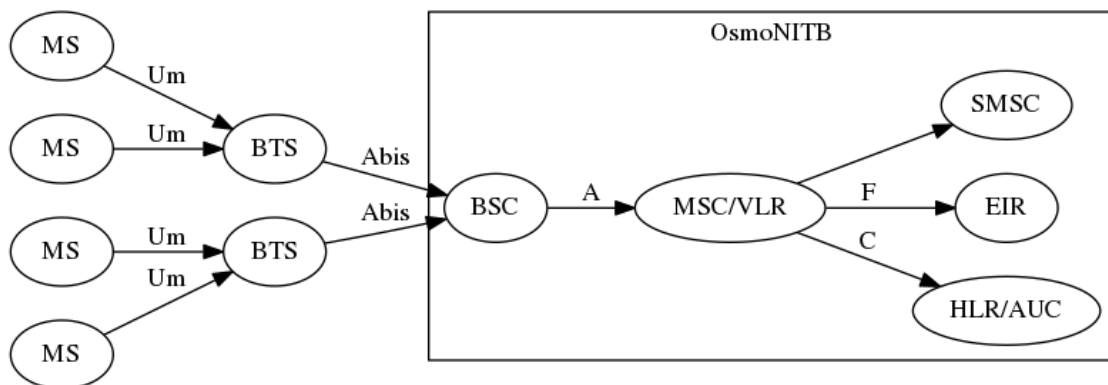 OsmoNITB
MS
Um
SMSC
MS
Um
BTS
Abis
BSC
A
MSC/VLR
F
EIR
Abis
MS
Um
BTS
C
Um
HLR/AUC
MS